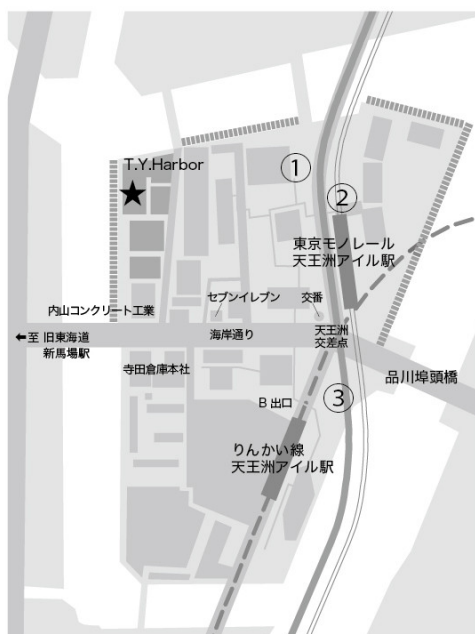 ①
T.Y.Harbor
②
東京モノレール
天王洲アイル駅
セブンイレブン
交番
内山コンクリート工業
←至 旧東海道
新馬場駅
海岸通り
天王洲
交差点
寺田倉庫本社
品川埠頭橋
B 出口
③
りんかい線
天王洲アイル駅